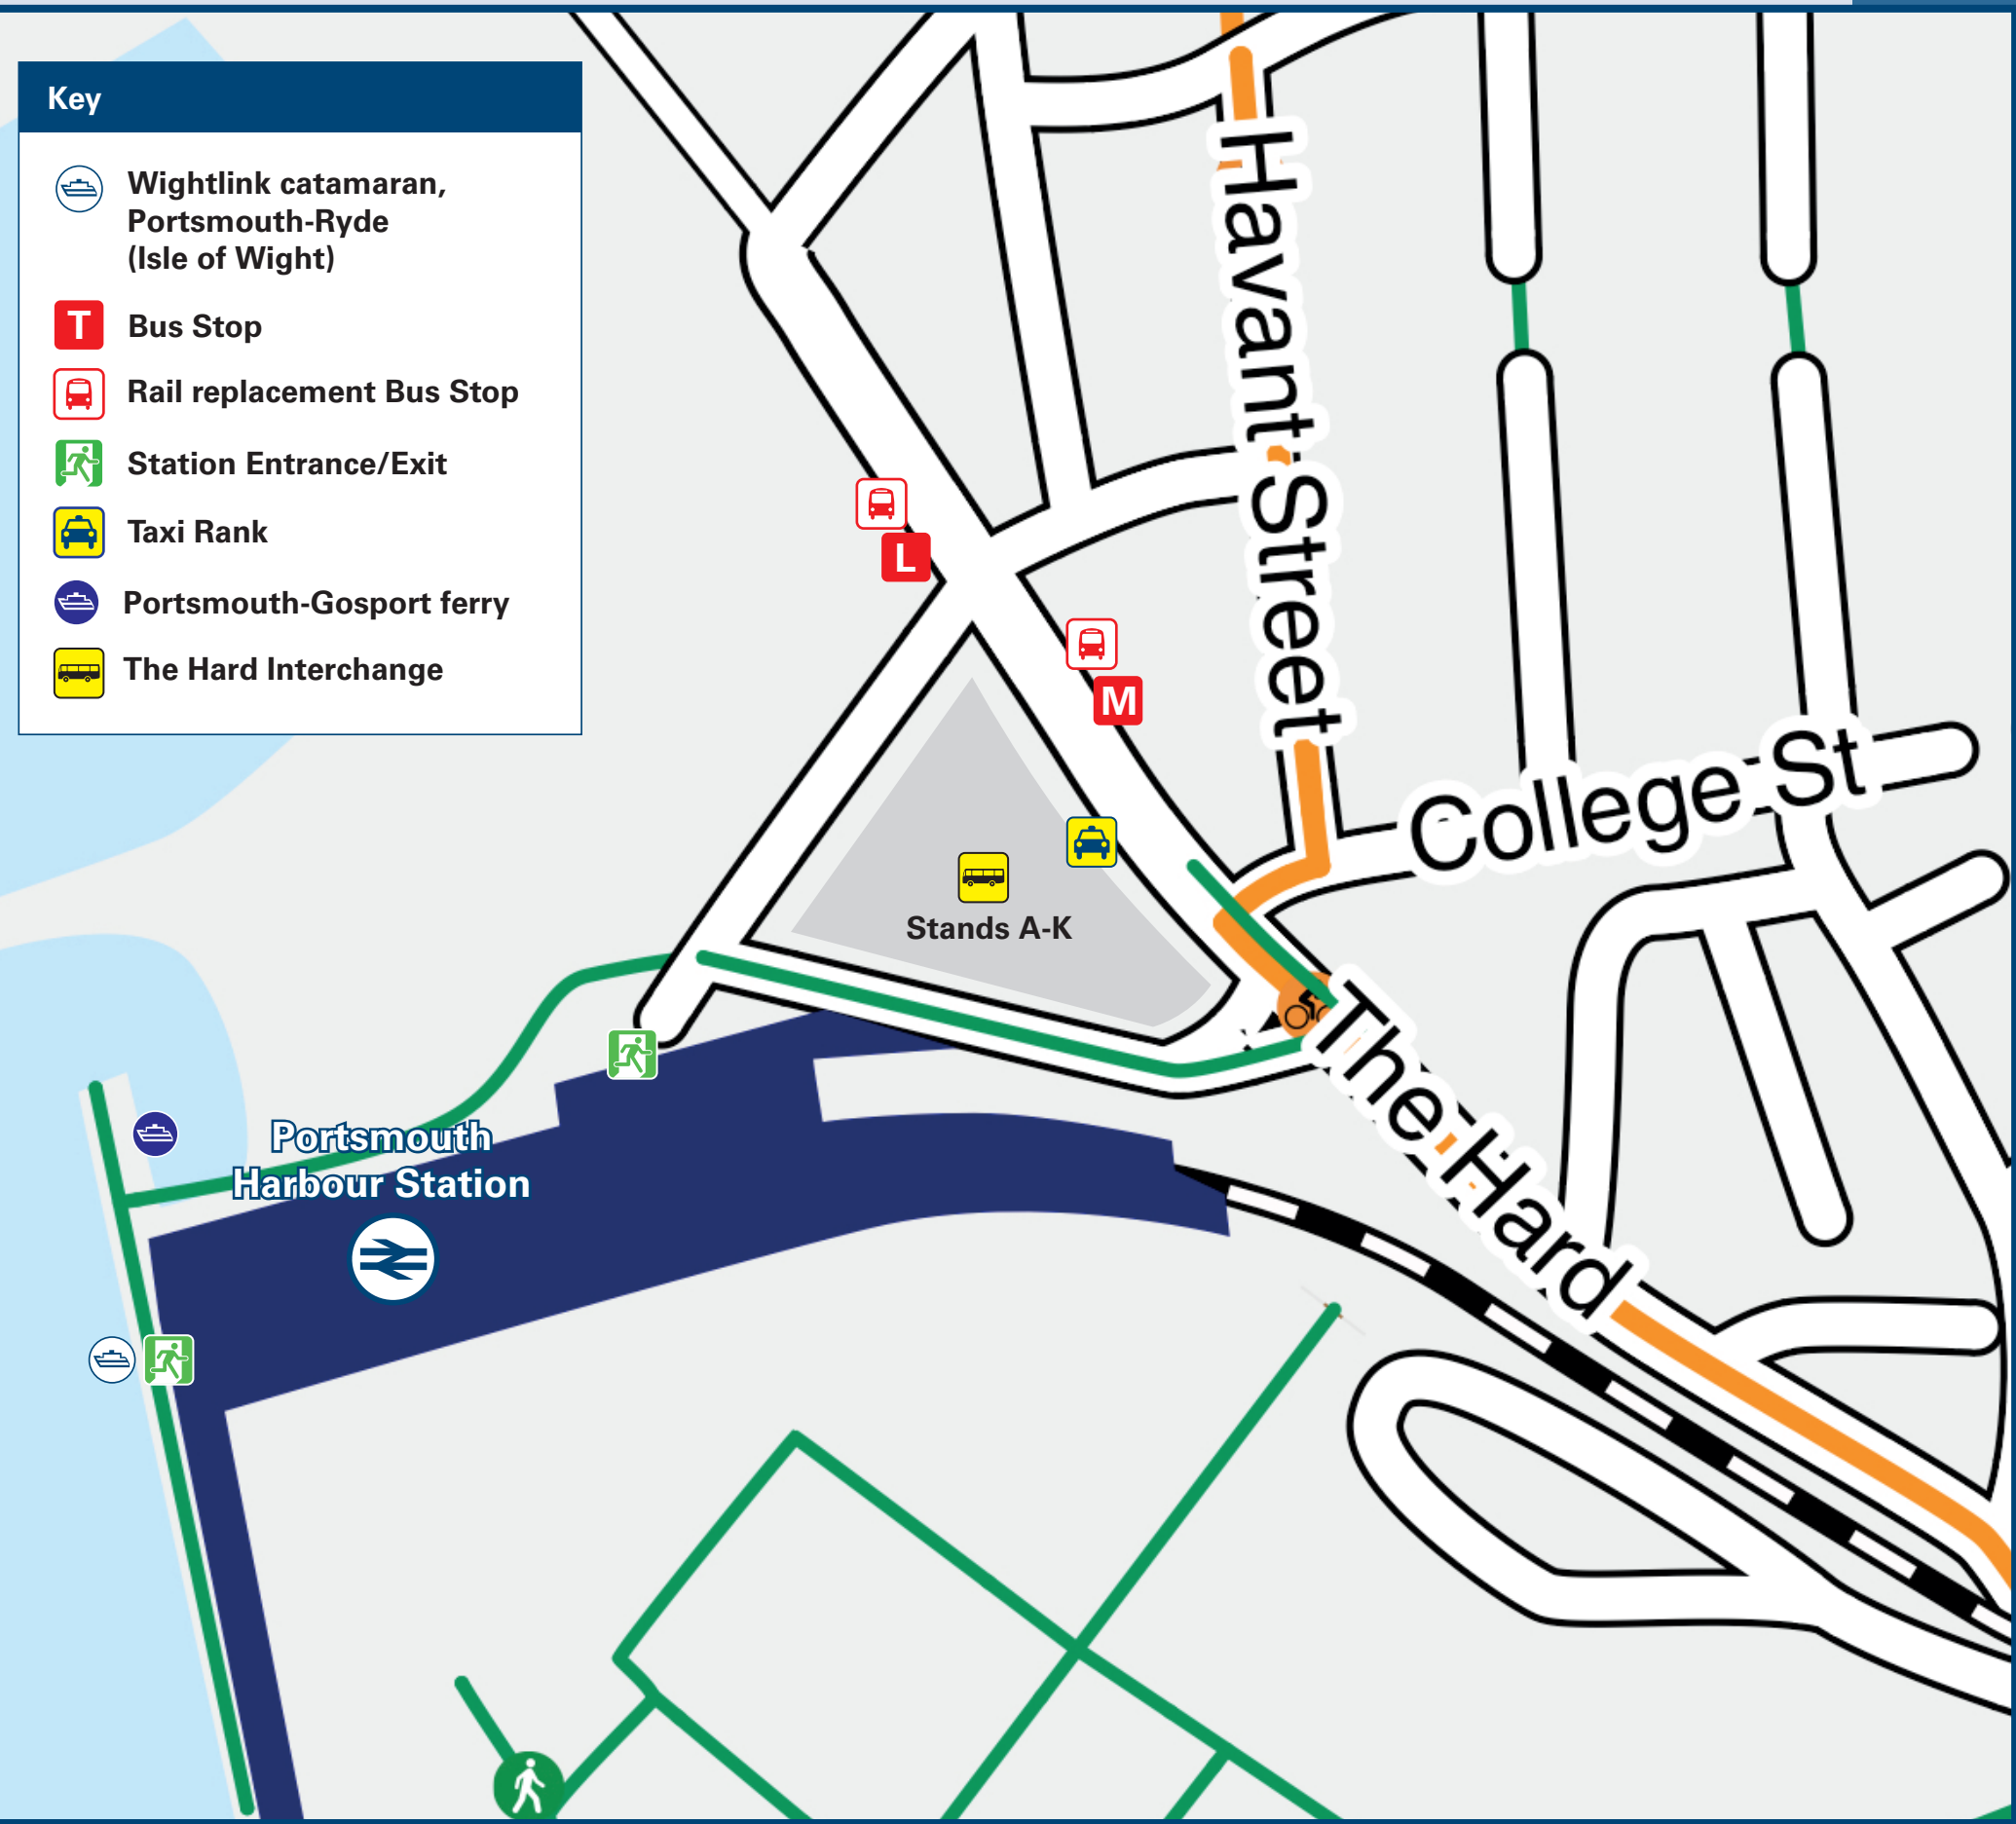 Key
Wightlink catamaran,
Portsmouth-Ryde
(Isle of Wight)
T
Bus Stop
Rail replacement Bus Stop
Station Entrance/Exit
Taxi Rank
Portsmouth-Gosport ferry
The Hard Interchange
Havant Street
L
M
College St
Stands A-K
The Hard
Portsmouth
Harbour Station